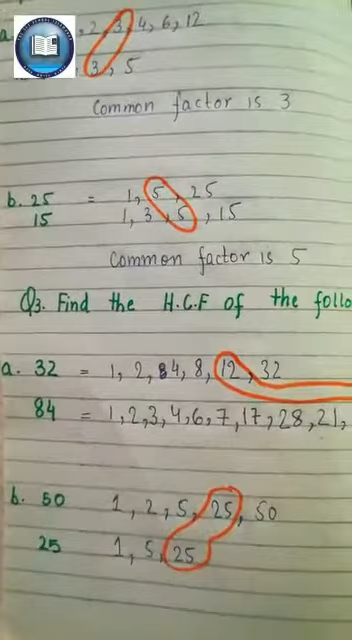 a. , 2, 3, 4, 6, 12
, 3, 5
Common factor is 3
b. 25 = 1, 5, 25
15 1, 3, 5, 15
Common factor is 5
Q3. Find the H.C.F of the follo
a. 32 = 1, 2, 4, 8, 12, 32
84 = 1, 2, 3, 4, 6, 7, 17, 28, 21,
b. 50 1, 2, 5, 25, 50
25 1, 5, 25